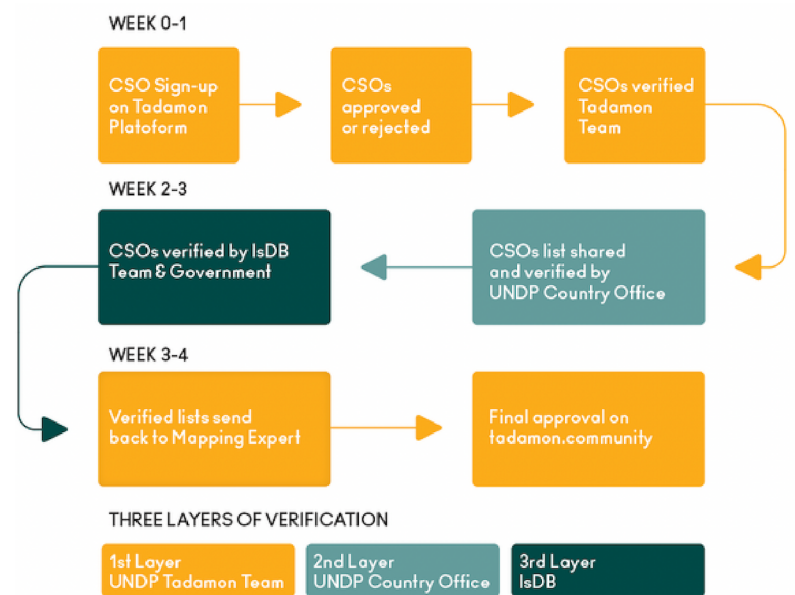 WEEK 0-1
CSO Sign-up
on Tadamon
Platoform
CSOs
approved
or rejected
CSOs verified
Tadamon
Team
WEEK 2-3
CSOs verified by IsDB
Team & Government
CSOs list shared
and verified by
UNDP Country Office
WEEK 3-4
Verified lists send
back to Mapping Expert
Final approval on
tadamon.community
THREE LAYERS OF VERIFICATION
1st Layer
UNDP Tadamon Team
2nd Layer
UNDP Country Office
3rd Layer
IsDB